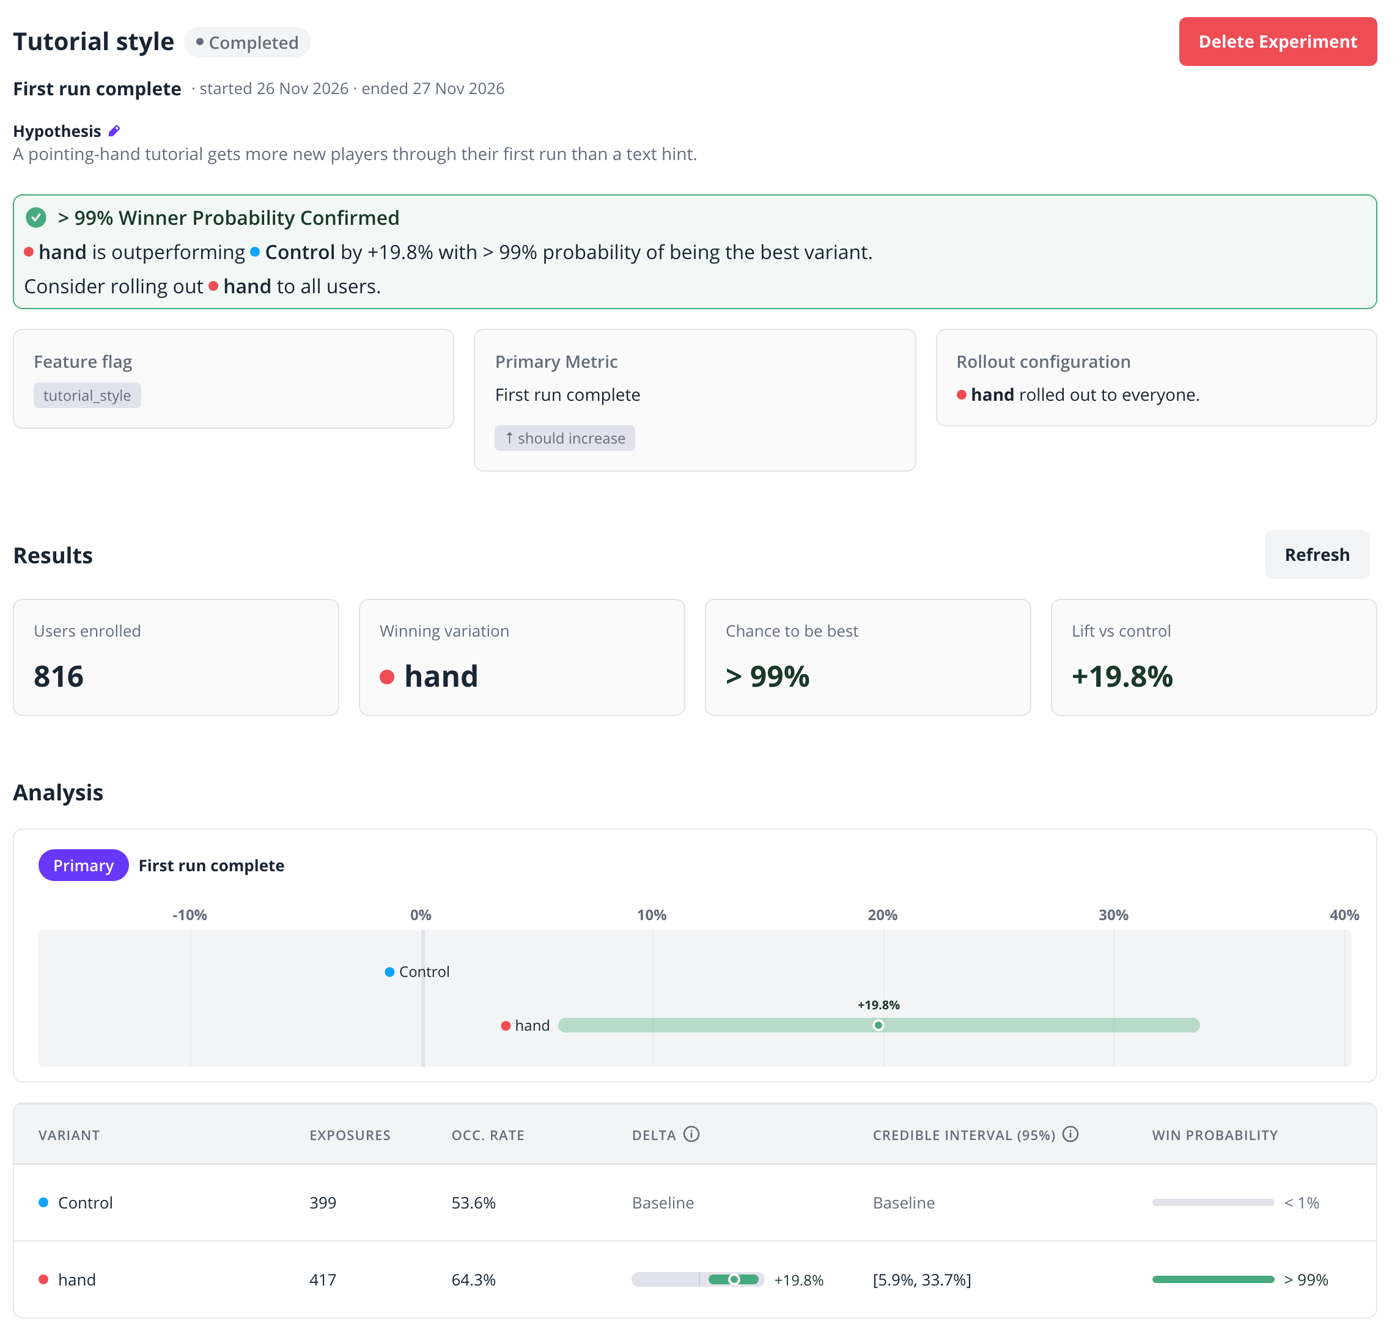 Tutorial style
• Completed
Delete Experiment
First run complete · started 26 Nov 2026 · ended 27 Nov 2026
Hypothesis
A pointing-hand tutorial gets more new players through their first run than a text hint.
> 99% Winner Probability Confirmed
hand is outperforming Control by +19.8% with > 99% probability of being the best variant.
Consider rolling out hand to all users.
Feature flag
tutorial_style
Primary Metric
First run complete
↑ should increase
Rollout configuration
hand rolled out to everyone.
Results
Refresh
Users enrolled
816
Winning variation
hand
Chance to be best
> 99%
Lift vs control
+19.8%
Analysis
Primary First run complete
-10% 0% 10% 20% 30% 40%
Control
+19.8%
hand
VARIANT EXPOSURES OCC. RATE DELTA CREDIBLE INTERVAL (95%) WIN PROBABILITY
Control 399 53.6% Baseline Baseline < 1%
hand 417 64.3% +19.8% [5.9%, 33.7%] > 99%